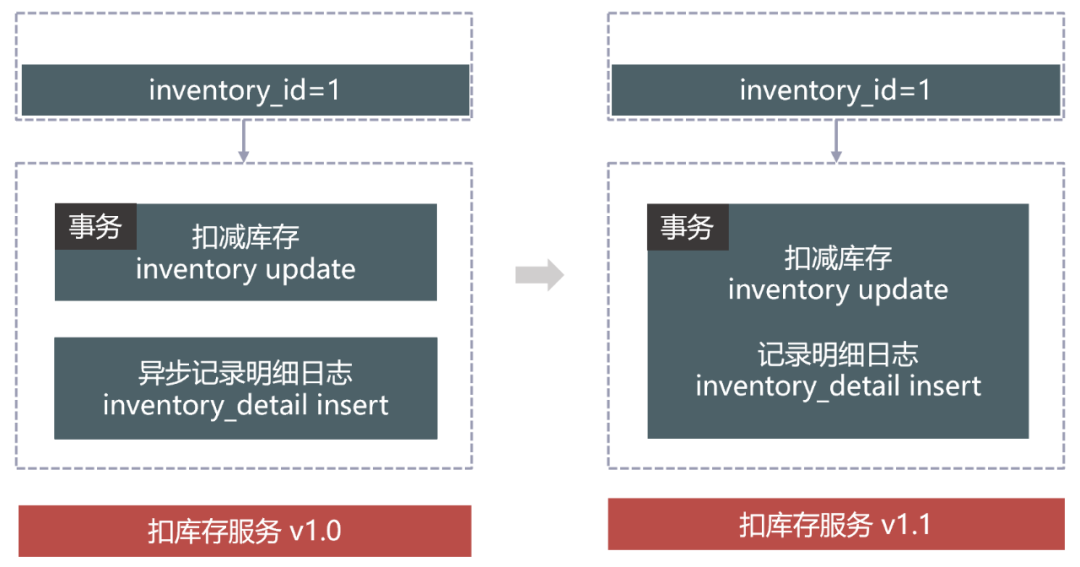 inventory_id=1
事务
扣减库存
inventory update
异步记录明细日志
inventory_detail insert
扣库存服务 v1.0
inventory_id=1
事务
扣减库存
inventory update
记录明细日志
inventory_detail insert
扣库存服务 v1.1